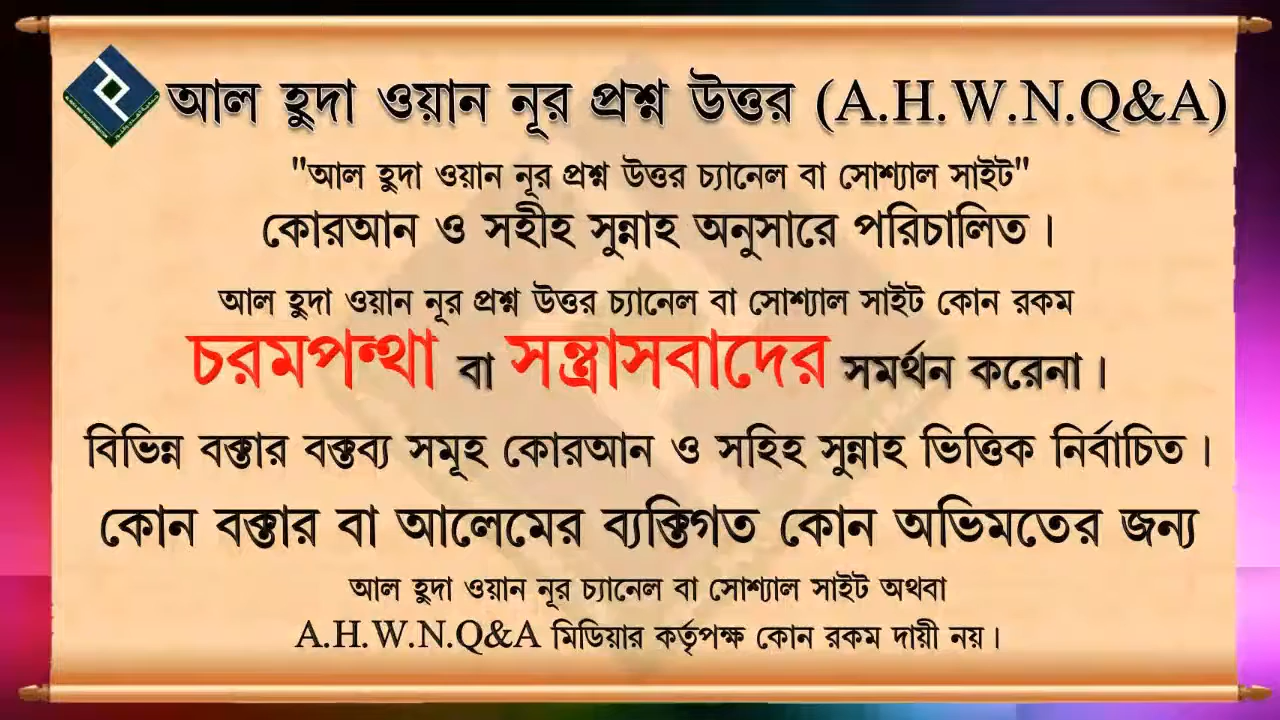 আল হুদা ওয়ান নূর প্রশ্ন উত্তর (A.H.W.N.Q&A)
"আল হুদা ওয়ান নূর প্রশ্ন উত্তর চ্যানেল বা সোশ্যাল সাইট"
কোরআন ও সহীহ সুন্নাহ অনুসারে পরিচালিত।
আল হুদা ওয়ান নূর প্রশ্ন উত্তর চ্যানেল বা সোশ্যাল সাইট কোন রকম
চরমপন্থা বা সন্ত্রাসবাদের সমর্থন করেনা।
বিভিন্ন বক্তার বক্তব্য সমূহ কোরআন ও সহিহ সুন্নাহ ভিত্তিক নির্বাচিত।
কোন বক্তার বা আলেমের ব্যক্তিগত কোন অভিমতের জন্য
আল হুদা ওয়ান নূর চ্যানেল বা সোশ্যাল সাইট অথবা
A.H.W.N.Q&A মিডিয়ার কর্তৃপক্ষ কোন রকম দায়ী নয়।